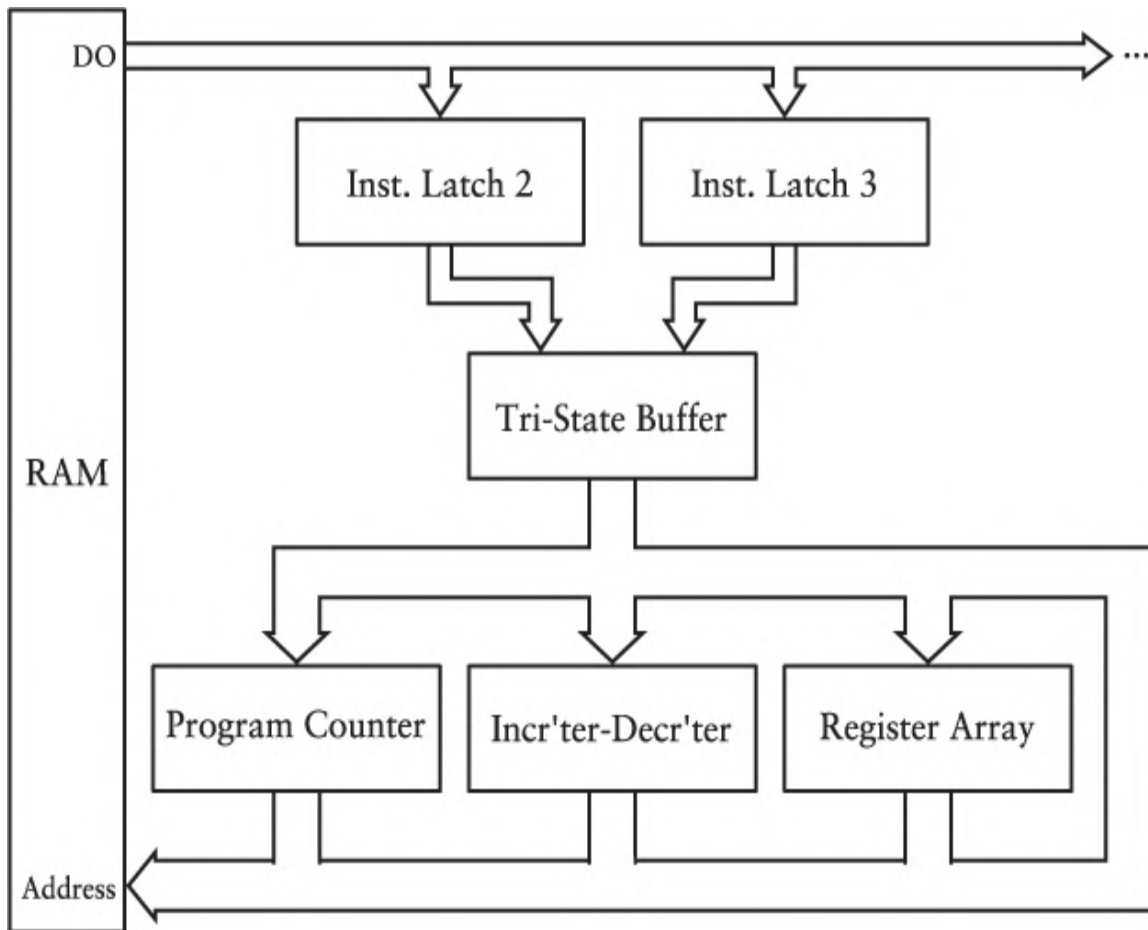 DO
...
Inst. Latch 2
Inst. Latch 3
Tri-State Buffer
RAM
Program Counter
Incr'ter-Decr'ter
Register Array
Address